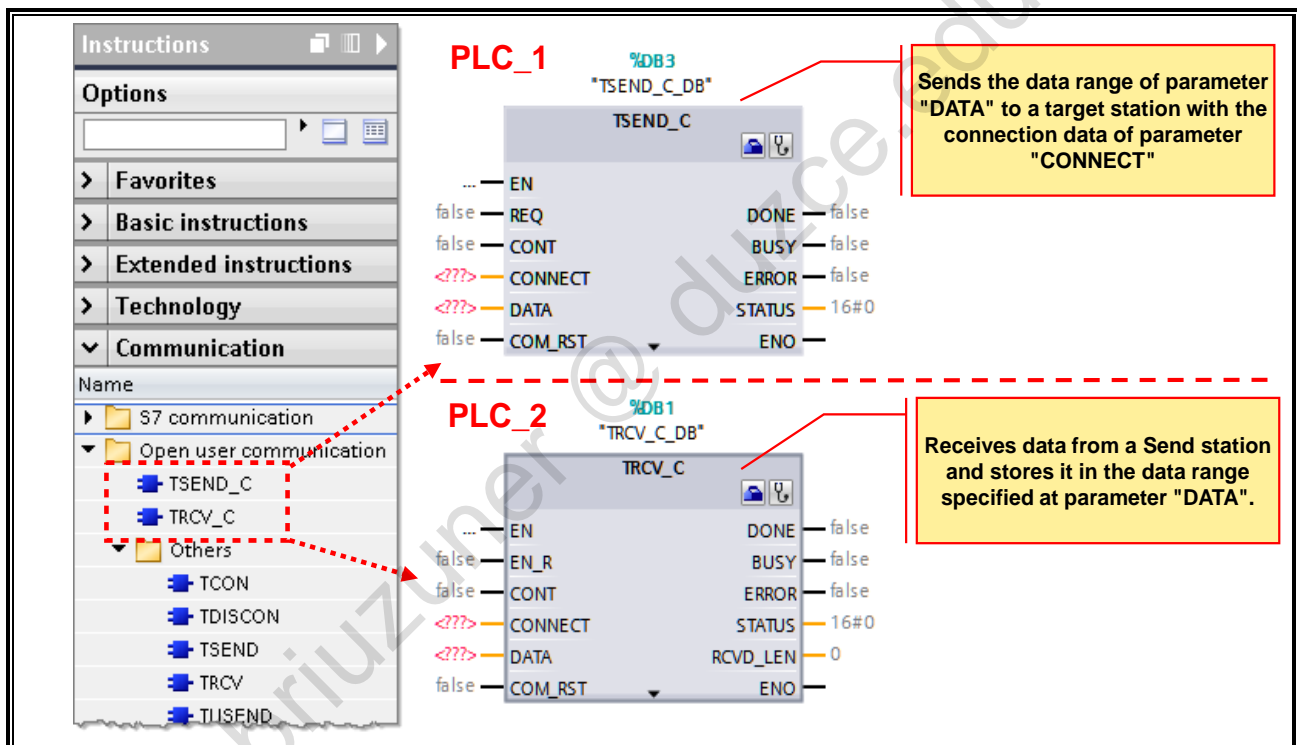 Instructions
Options
Favorites
Basic instructions
Extended instructions
Technology
Communication
Name
S7 communication
Open user communication
TSEND_C
TRCV_C
Others
TCON
TDISCON
TSEND
TRCV
TUSEND
PLC_1
%DB3
"TSEND_C_DB"
TSEND_C
... EN
false REQ DONE false
false CONT BUSY false
<???> CONNECT ERROR false
<???> DATA STATUS 16#0
false COM_RST ENO
Sends the data range of parameter
"DATA" to a target station with the
connection data of parameter
"CONNECT"
PLC_2
%DB1
"TRCV_C_DB"
TRCV_C
... EN DONE false
false EN_R BUSY false
false CONT ERROR false
<???> CONNECT STATUS 16#0
<???> DATA RCVD_LEN 0
false COM_RST ENO
Receives data from a Send station
and stores it in the data range
specified at parameter "DATA".
briuzuner @ duzce.edu